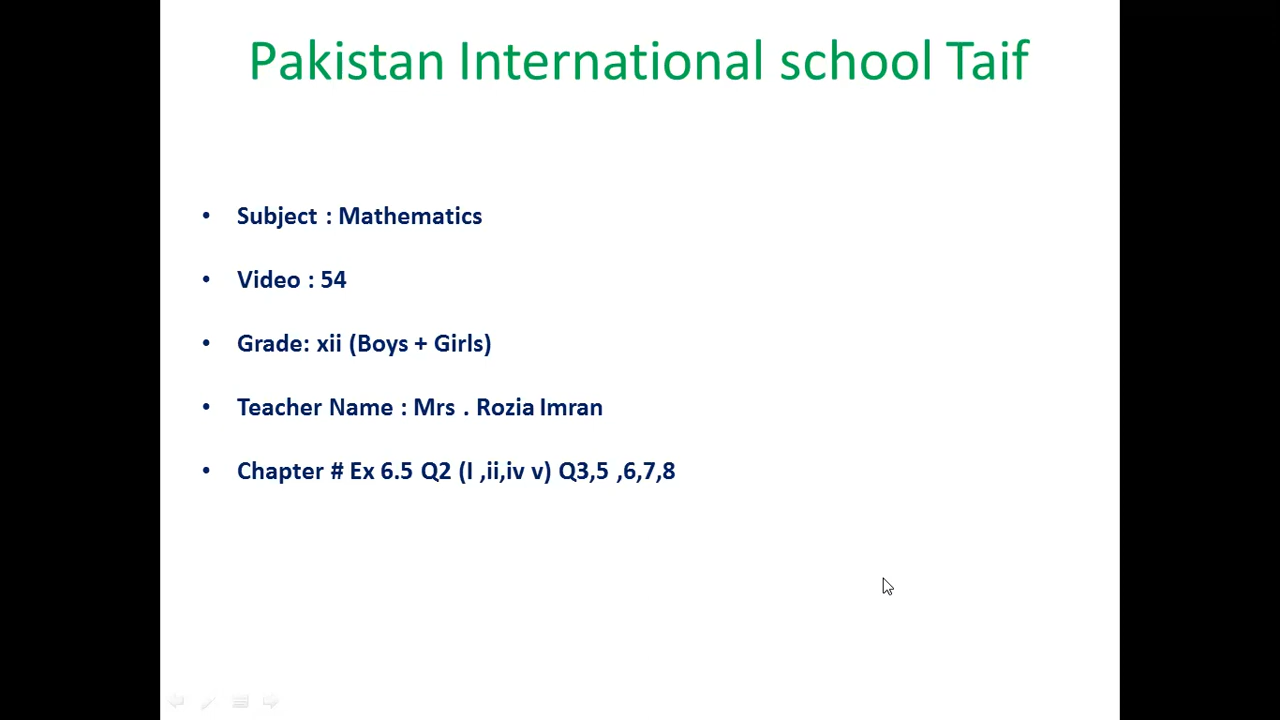 Pakistan International school Taif
• Subject : Mathematics
• Video : 54
• Grade: xii (Boys + Girls)
• Teacher Name : Mrs . Rozia Imran
• Chapter # Ex 6.5 Q2 (I ,ii,iv v) Q3,5 ,6,7,8